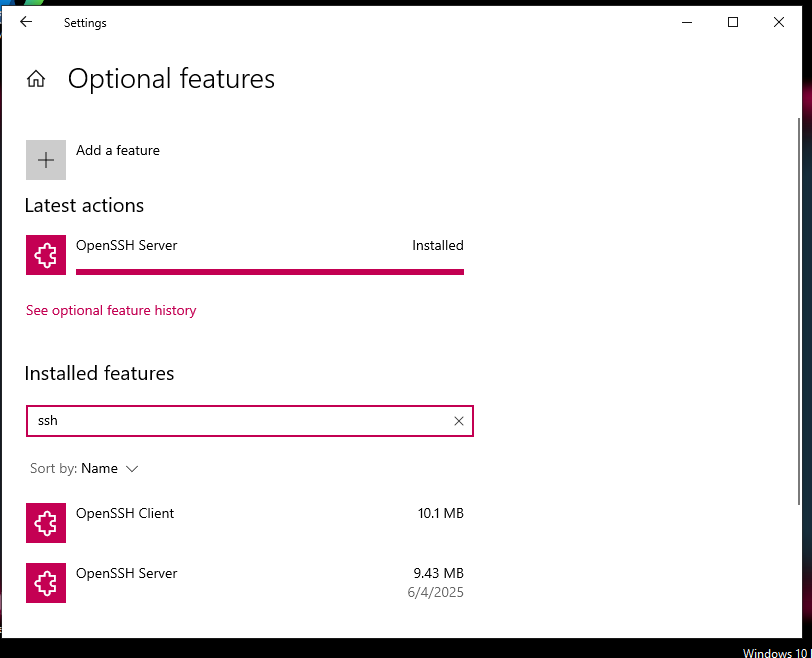 Settings
Optional features
Add a feature
Latest actions
OpenSSH Server Installed
See optional feature history
Installed features
ssh
Sort by: Name
OpenSSH Client 10.1 MB
OpenSSH Server 9.43 MB
6/4/2025
Windows 10